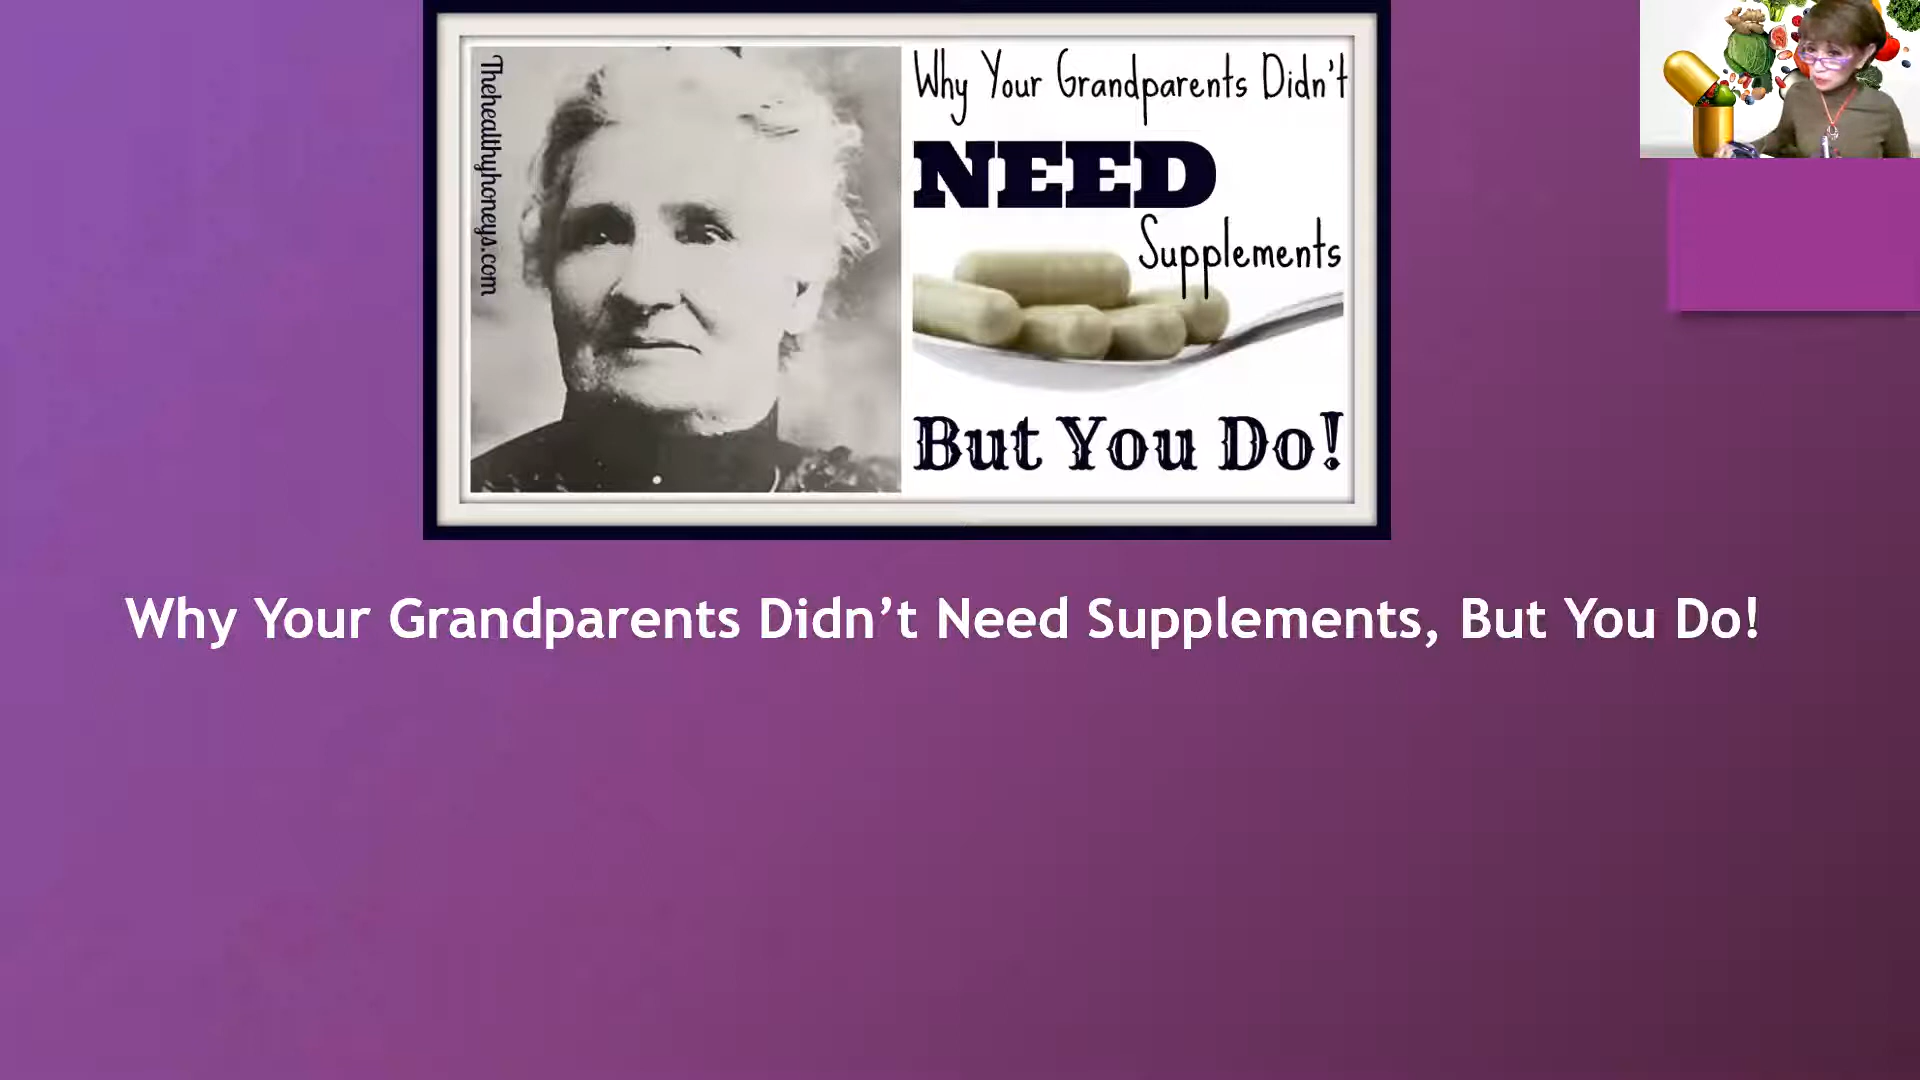 Thehealthyhoneys.com
Why Your Grandparents Didn't
NEED
Supplements
But You Do!
Why Your Grandparents Didn’t Need Supplements, But You Do!